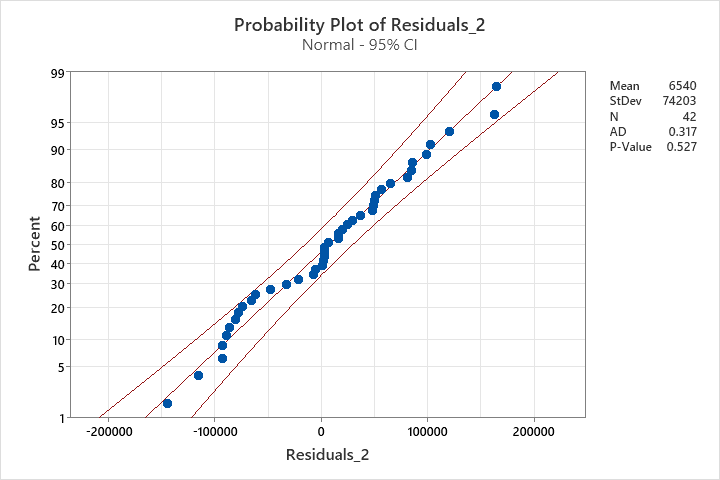 Probability Plot of Residuals_2
Normal - 95% CI
99
95
90
80
70
60
50
40
30
20
10
5
1
Percent
-200000 -100000 0 100000 200000
Residuals_2
Mean 6540
StDev 74203
N 42
AD 0.317
P-Value 0.527